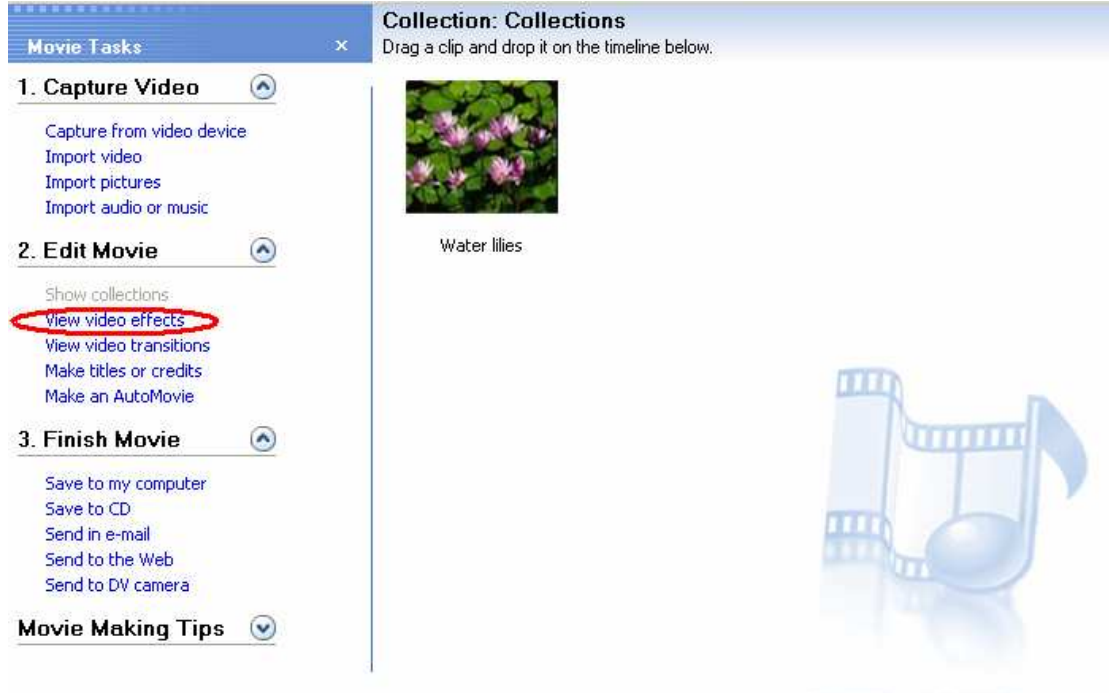 Movie Tasks ×
Collection: Collections
Drag a clip and drop it on the timeline below.
1. Capture Video
Capture from video device
Import video
Import pictures
Import audio or music
2. Edit Movie
Show collections
View video effects
View video transitions
Make titles or credits
Make an AutoMovie
3. Finish Movie
Save to my computer
Save to CD
Send in e-mail
Send to the Web
Send to DV camera
Movie Making Tips
Water lilies